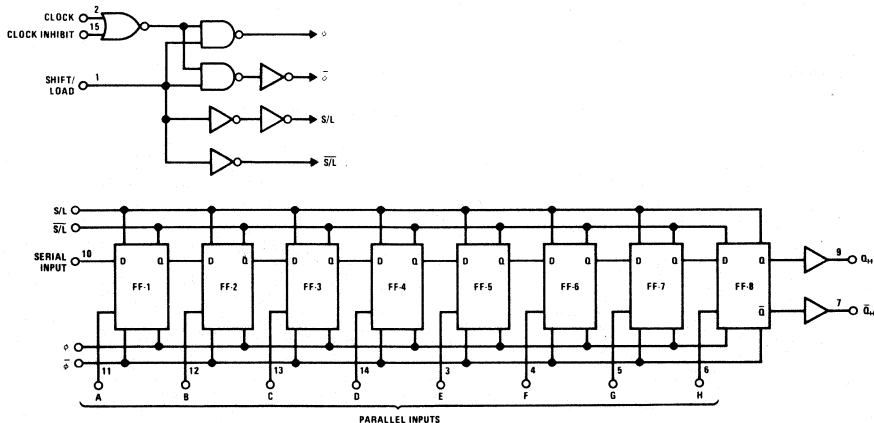 CLOCK 2
15
CLOCK INHIBIT
φ
SHIFT/
LOAD 1
φ̅
S/L
S̅/̅L̅
S/L
S̅/̅L̅
SERIAL
INPUT 10
D Q
D Q
D Q
D Q
D Q
D Q
D Q
D Q
9 Q_H
FF-1
FF-2
FF-3
FF-4
FF-5
FF-6
FF-7
FF-8
Q̅
7 Q̅_H
φ
φ̅
11
12
13
14
3
4
5
6
A
B
C
D
E
F
G
H
PARALLEL INPUTS